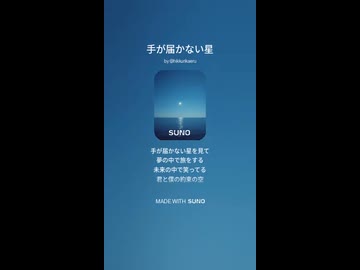 手が届かない星
SUNO
手が届かない星を見て
夢の中で旅をする
未来の中で笑ってる
君と僕の約束の空
MADE WITH SUNO